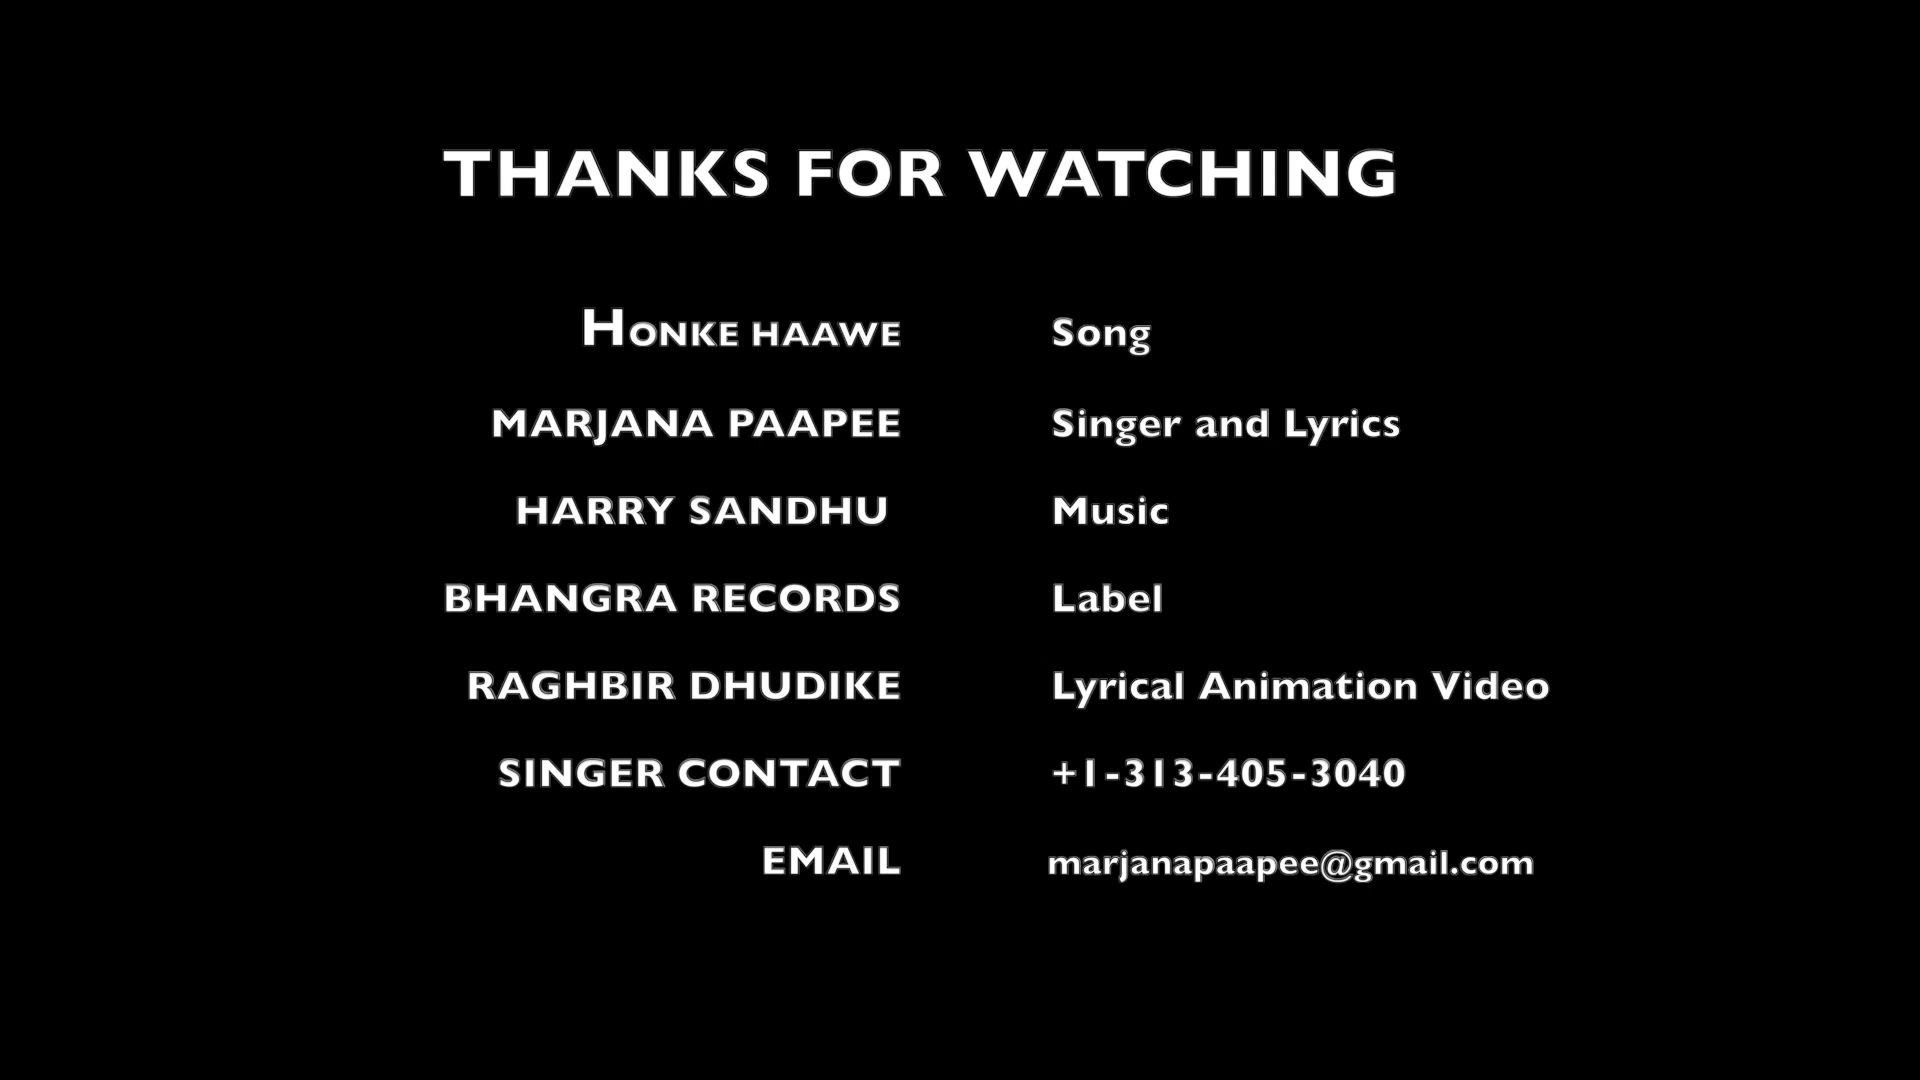 THANKS FOR WATCHING
HONKE HAAWE Song
MARJANA PAAPEE Singer and Lyrics
HARRY SANDHU Music
BHANGRA RECORDS Label
RAGHBIR DHUDIKE Lyrical Animation Video
SINGER CONTACT +1-313-405-3040
EMAIL marjanapaapee@gmail.com